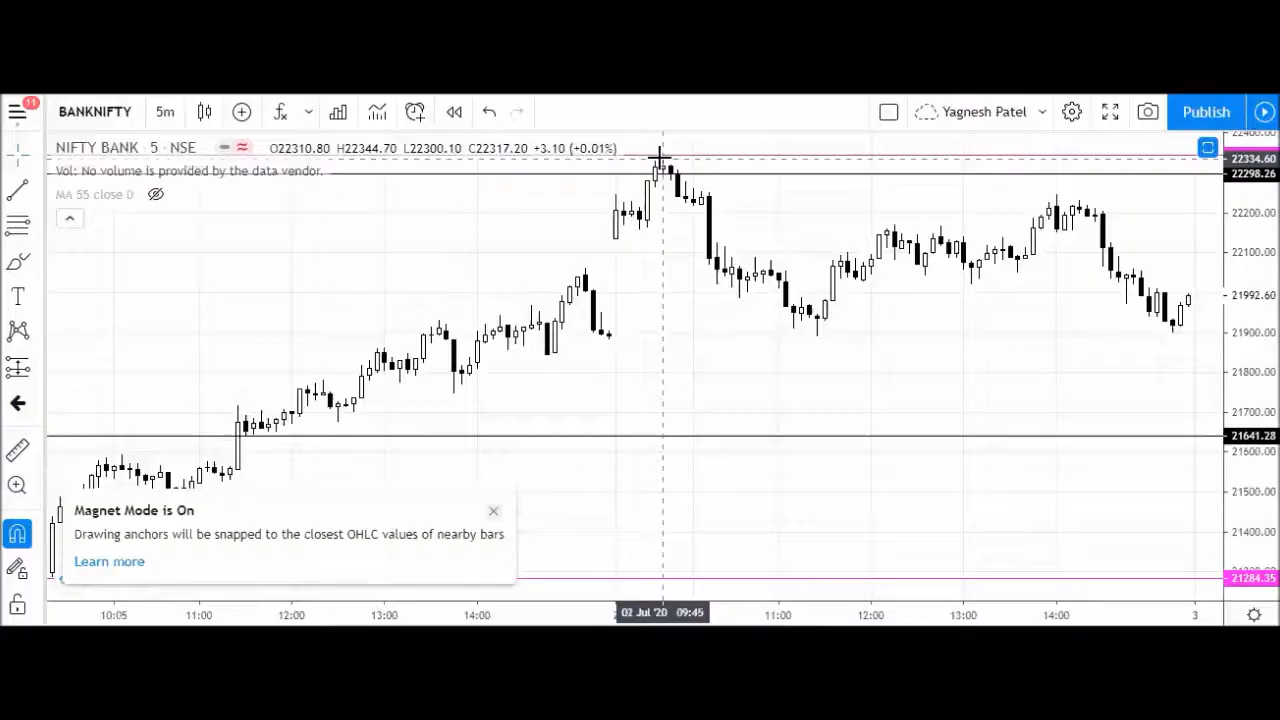 11
BANKNIFTY 5m Yagnesh Patel Publish
NIFTY BANK · 5 · NSE O22310.80 H22344.70 L22300.10 C22317.20 +3.10 (+0.01%)
Vol: No volume is provided by the data vendor.
MA 55 close 0
22334.60
22298.26
22200.00
22100.00
21992.60
21900.00
21800.00
21700.00
21641.28
21600.00
21500.00
21400.00
21284.35
Magnet Mode is On
Drawing anchors will be snapped to the closest OHLC values of nearby bars
Learn more
10:05 11:00 12:00 13:00 14:00 02 Jul '20 09:45 11:00 12:00 13:00 14:00 3